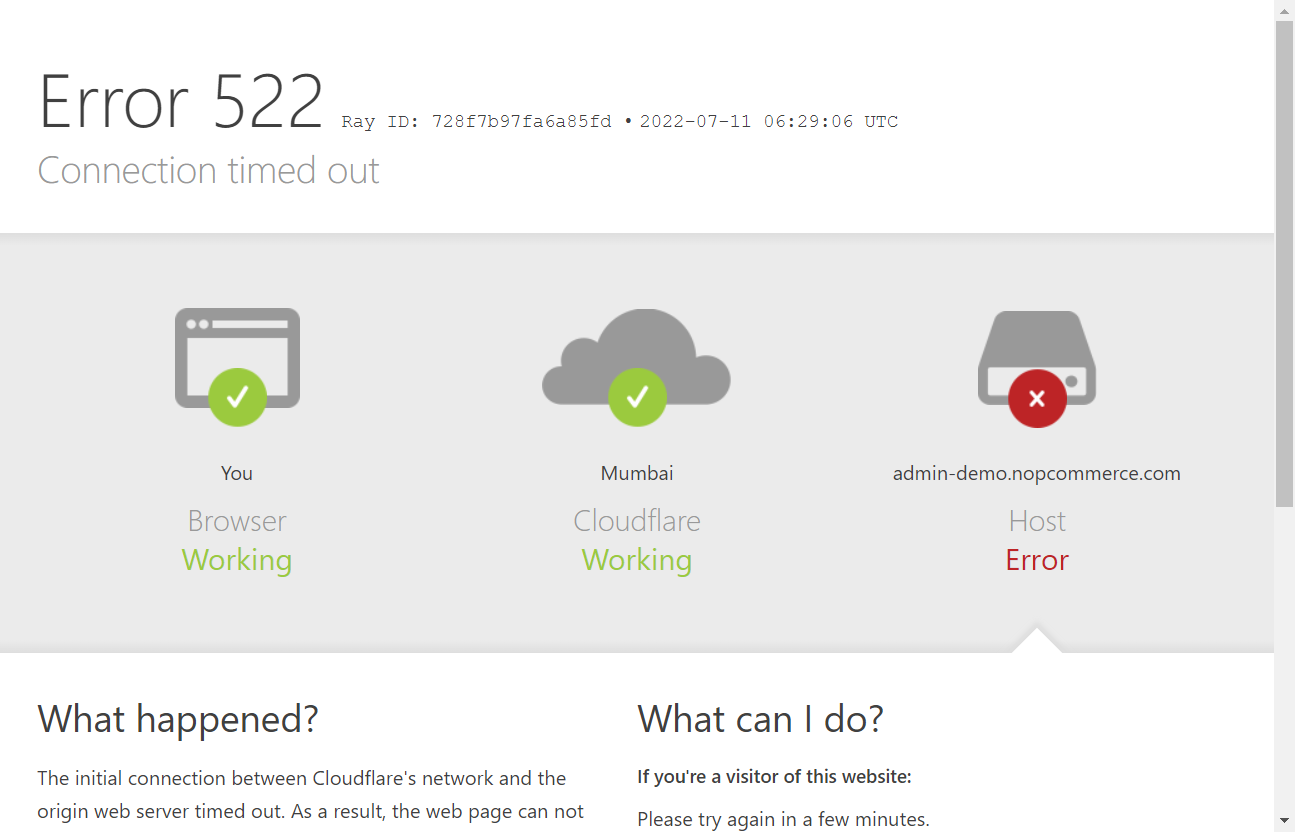 Error 522 Ray ID: 728f7b97fa6a85fd • 2022-07-11 06:29:06 UTC
Connection timed out
You
Browser
Working
Mumbai
Cloudflare
Working
admin-demo.nopcommerce.com
Host
Error
What happened?
The initial connection between Cloudflare's network and the
origin web server timed out. As a result, the web page can not
What can I do?
If you're a visitor of this website:
Please try again in a few minutes.